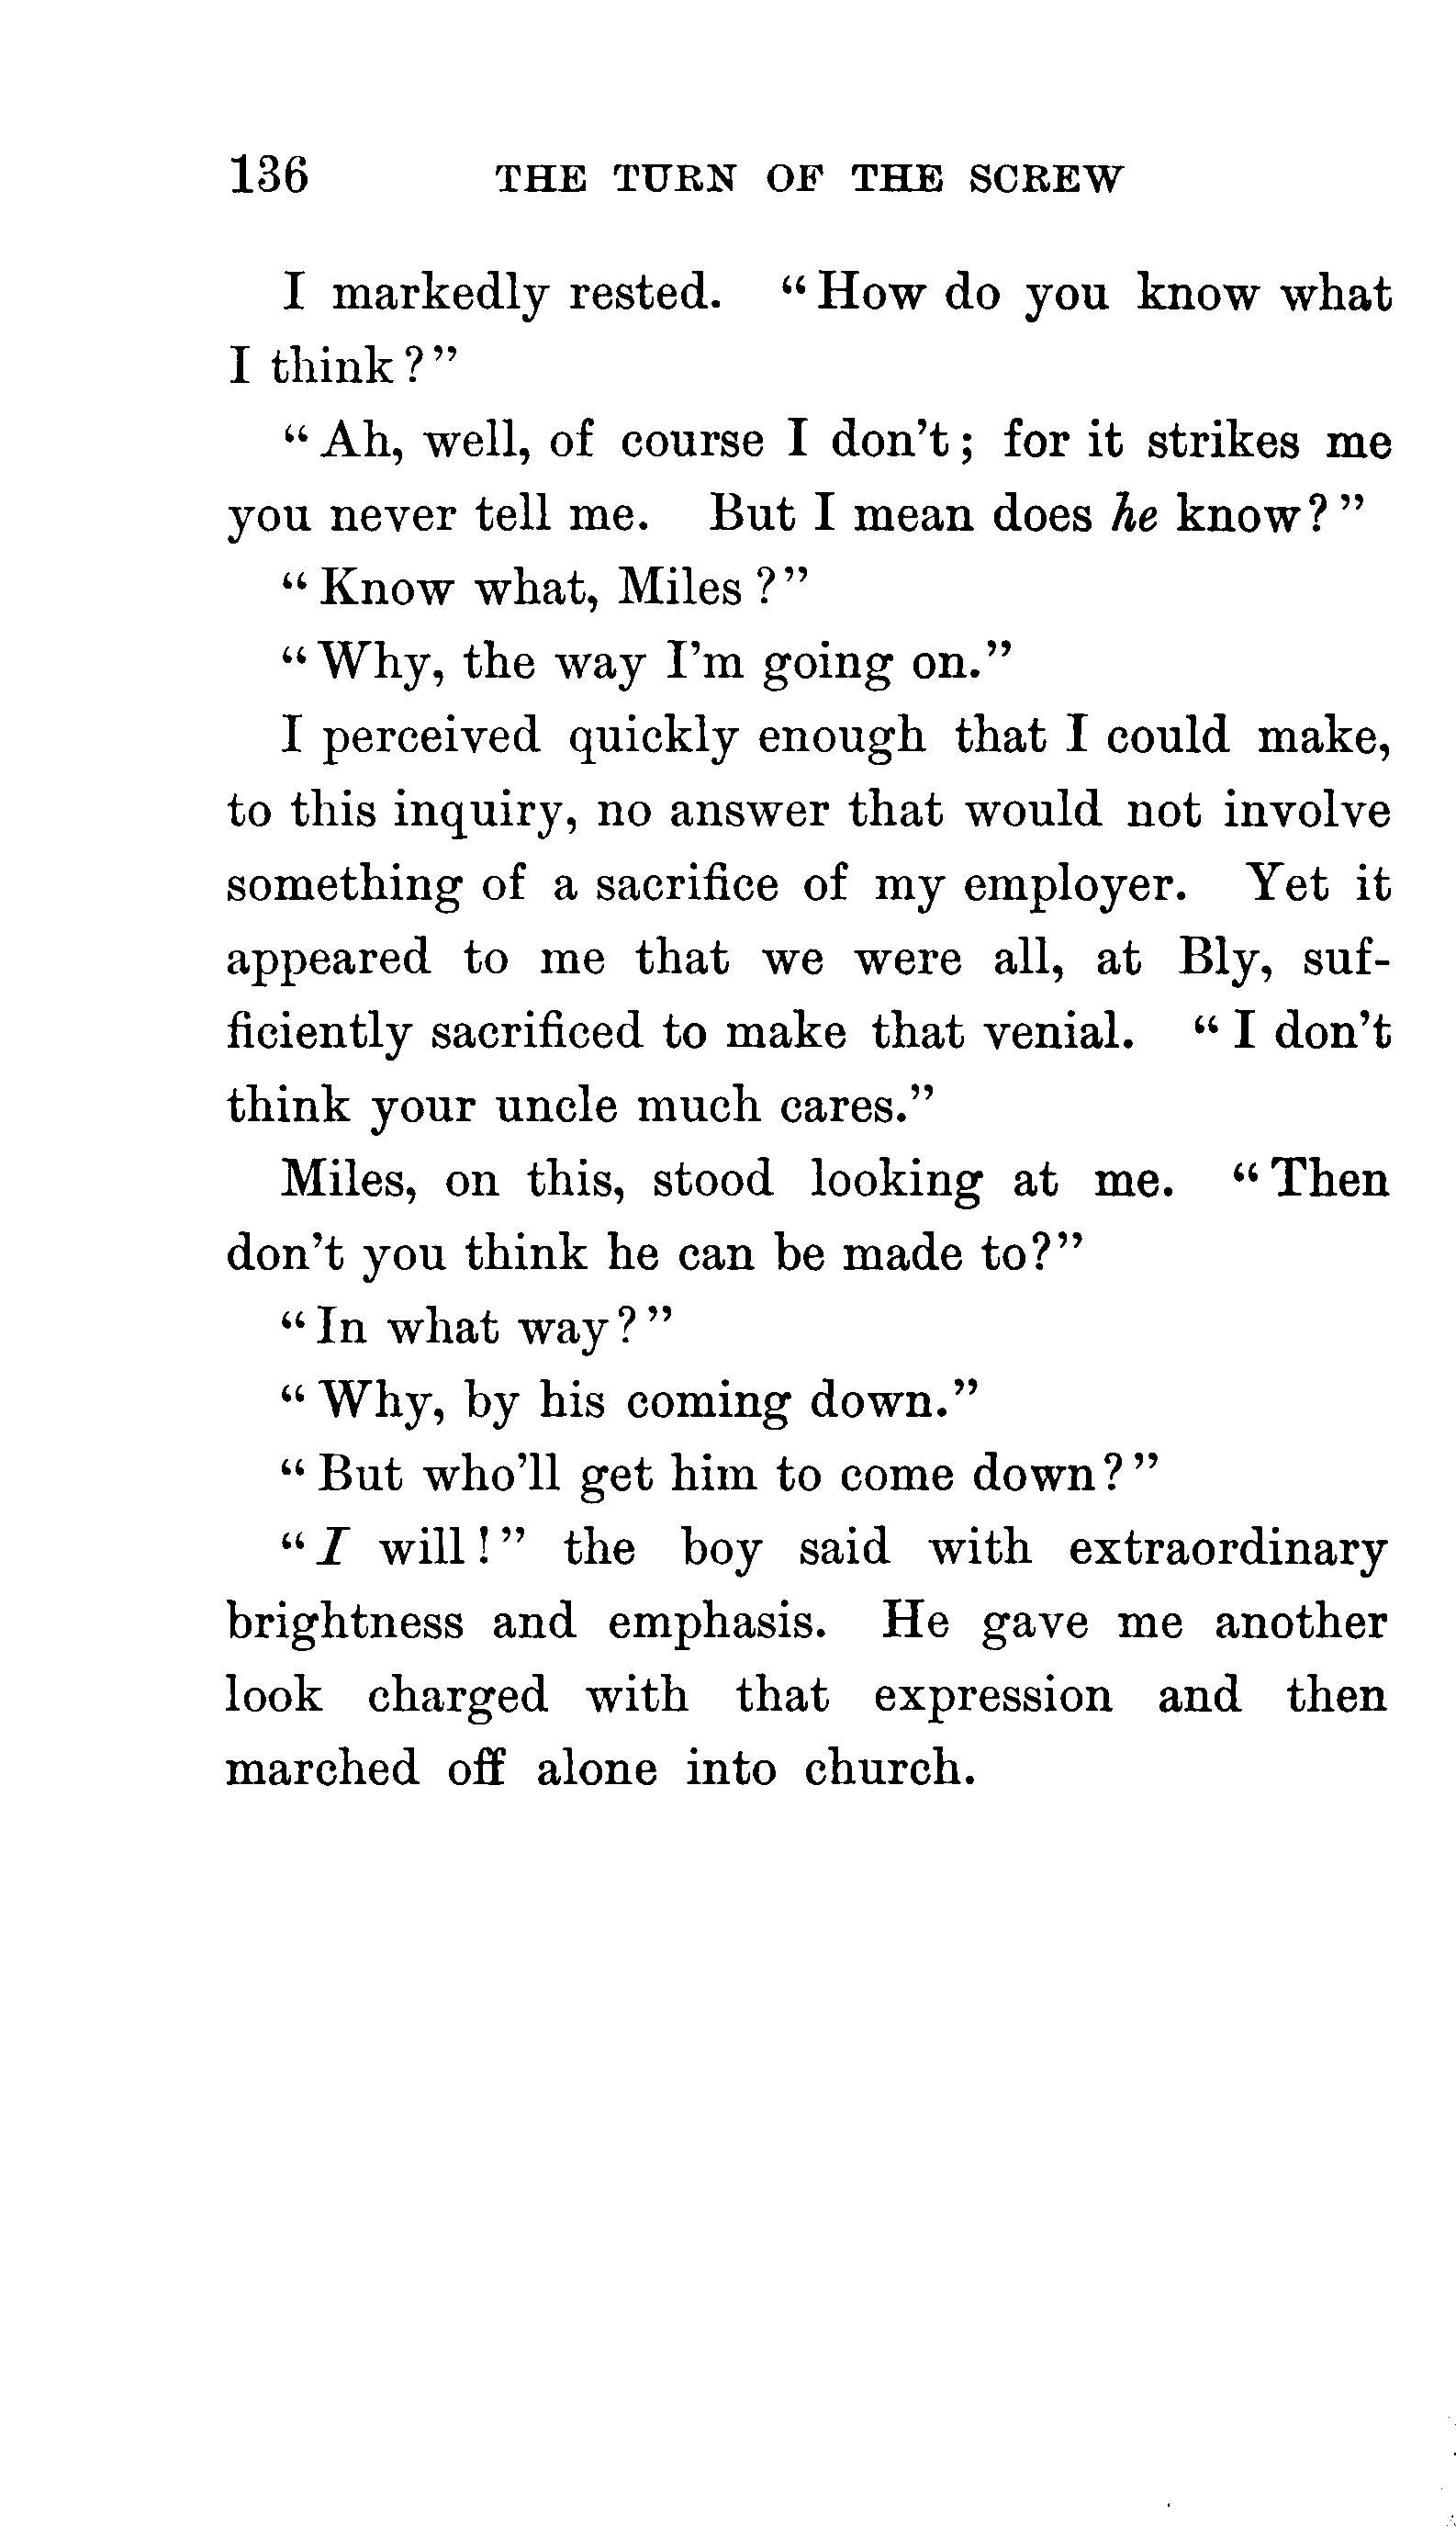 136 THE TURN OF THE SCREW
I markedly rested. “How do you know what
I think?”
“Ah, well, of course I don’t; for it strikes me
you never tell me. But I mean does he know?”
“Know what, Miles?”
“Why, the way I’m going on.”
I perceived quickly enough that I could make,
to this inquiry, no answer that would not involve
something of a sacrifice of my employer. Yet it
appeared to me that we were all, at Bly, suf-
ficiently sacrificed to make that venial. “I don’t
think your uncle much cares.”
Miles, on this, stood looking at me. “Then
don’t you think he can be made to?”
“In what way?”
“Why, by his coming down.”
“But who’ll get him to come down?”
“I will!” the boy said with extraordinary
brightness and emphasis. He gave me another
look charged with that expression and then
marched off alone into church.